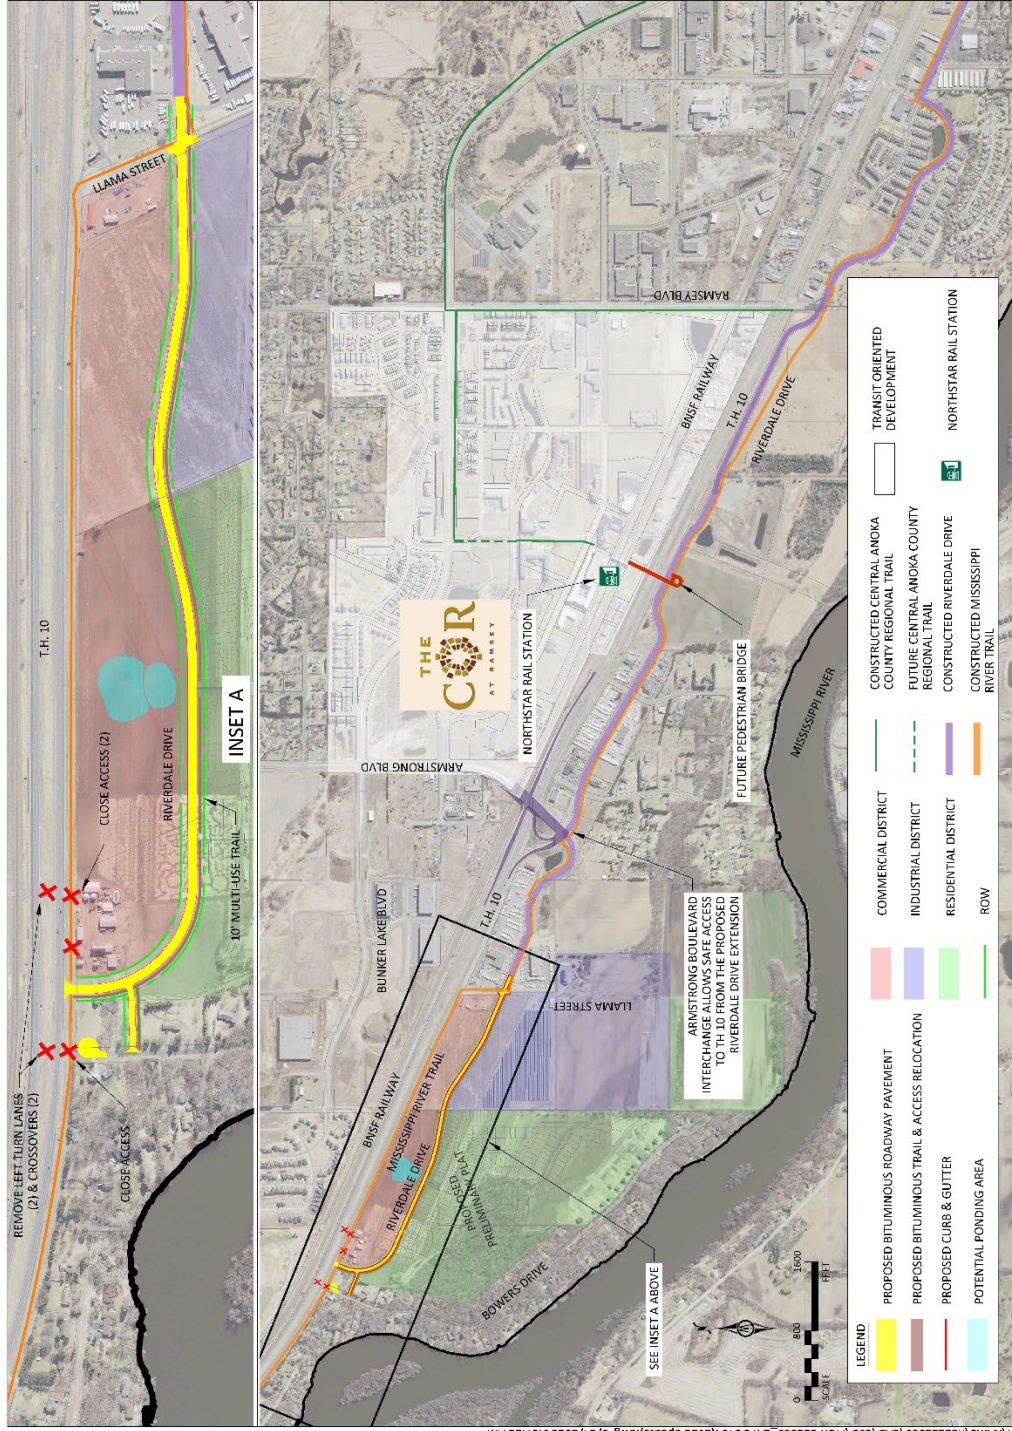 T.H. 10
LLAMA STREET
REMOVE LEFT TURN LANES
(2) & CROSSOVERS (2)
CLOSE ACCESS (2)
CLOSE ACCESS
RIVERDALE DRIVE
10' MULTI-USE TRAIL
INSET A
BUNKER LAKE BLVD
ARMSTRONG BLVD
RAMSEY BLVD
THE
COR
AT RAMSEY
NORTHSTAR RAIL STATION
BNSF RAILWAY
T.H. 10
RIVERDALE DRIVE
BNSF RAILWAY
T.H. 10
MISSISSIPPI RIVER TRAIL
RIVERDALE DRIVE
PROPOSED
PRELIMINARY PLAT
LLAMA STREET
BOWERS DRIVE
FUTURE PEDESTRIAN BRIDGE
MISSISSIPPI RIVER
ARMSTRONG BOULEVARD
INTERCHANGE ALLOWS SAFE ACCESS
TO TH 10 FROM THE PROPOSED
RIVERDALE DRIVE EXTENSION
SEE INSET A ABOVE
0 800 1600
SCALE FEET
LEGEND
PROPOSED BITUMINOUS ROADWAY PAVEMENT
PROPOSED BITUMINOUS TRAIL & ACCESS RELOCATION
PROPOSED CURB & GUTTER
POTENTIAL PONDING AREA
COMMERCIAL DISTRICT
INDUSTRIAL DISTRICT
RESIDENTIAL DISTRICT
ROW
CONSTRUCTED CENTRAL ANOKA
COUNTY REGIONAL TRAIL
FUTURE CENTRAL ANOKA COUNTY
REGIONAL TRAIL
CONSTRUCTED RIVERDALE DRIVE
CONSTRUCTED MISSISSIPPI
RIVER TRAIL
TRANSIT ORIENTED
DEVELOPMENT
NORTHSTAR RAIL STATION